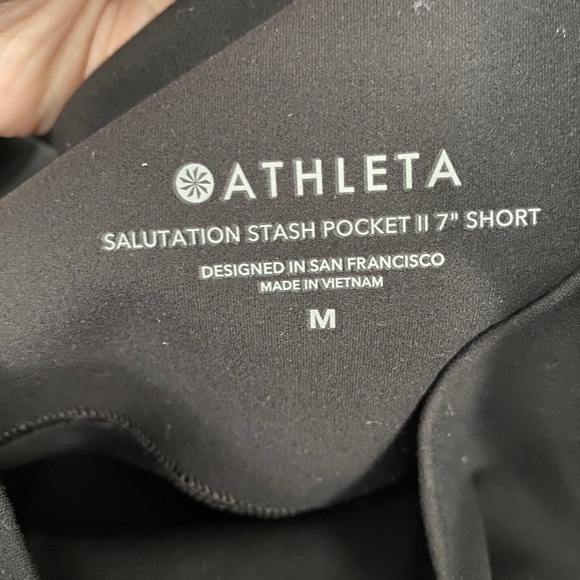 ATHLETA
SALUTATION STASH POCKET II 7" SHORT
DESIGNED IN SAN FRANCISCO
MADE IN VIETNAM
M